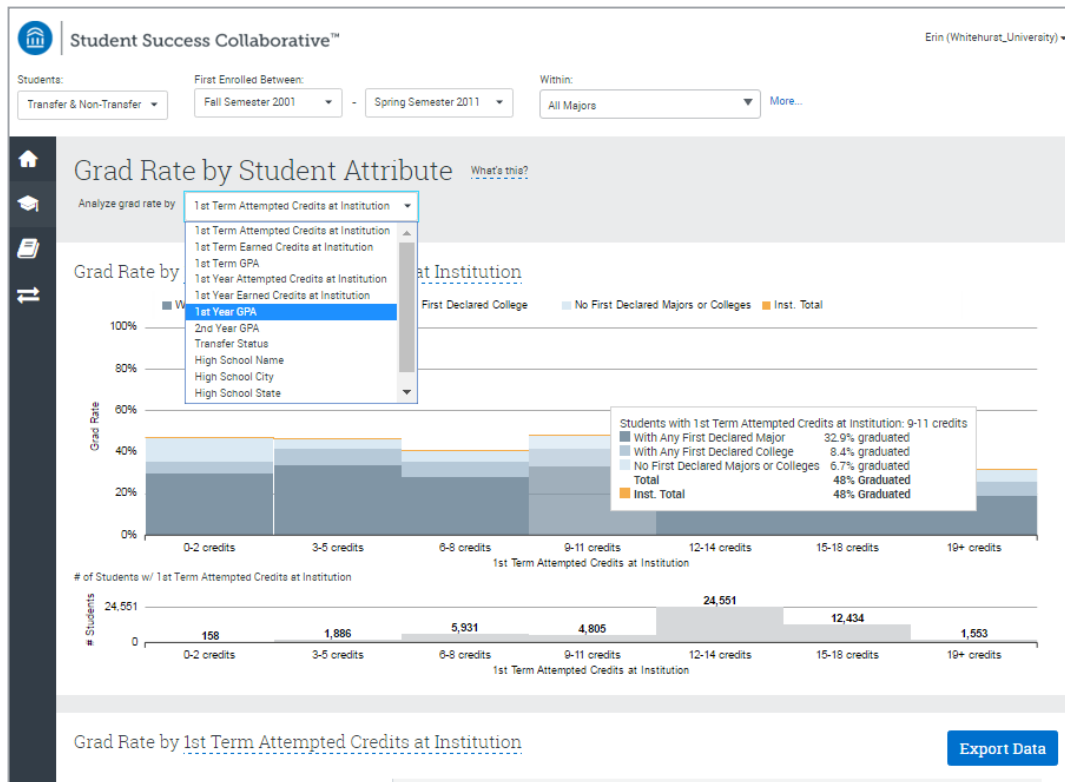 Student Success Collaborative™
Erin (Whitehurst_University)
Students:
First Enrolled Between:
Within:
Transfer & Non-Transfer
Fall Semester 2001
-
Spring Semester 2011
All Majors
More...
Grad Rate by Student Attribute
What's this?
Analyze grad rate by
1st Term Attempted Credits at Institution
1st Term Attempted Credits at Institution
1st Term Earned Credits at Institution
1st Term GPA
1st Year Attempted Credits at Institution
1st Year Earned Credits at Institution
1st Year GPA
2nd Year GPA
Transfer Status
High School Name
High School City
High School State
Grad Rate by
at Institution
W
First Declared College
No First Declared Majors or Colleges
Inst. Total
100%
80%
60%
40%
20%
0%
Grad Rate
Students with 1st Term Attempted Credits at Institution: 9-11 credits
With Any First Declared Major 32.9% graduated
With Any First Declared College 8.4% graduated
No First Declared Majors or Colleges 6.7% graduated
Total 48% Graduated
Inst. Total 48% Graduated
0-2 credits 3-5 credits 6-8 credits 9-11 credits 12-14 credits 15-18 credits 19+ credits
1st Term Attempted Credits at Institution
# of Students w/ 1st Term Attempted Credits at Institution
# Students
24,551
0
158 1,886 5,931 4,805 24,551 12,434 1,553
0-2 credits 3-5 credits 6-8 credits 9-11 credits 12-14 credits 15-18 credits 19+ credits
1st Term Attempted Credits at Institution
Grad Rate by 1st Term Attempted Credits at Institution
Export Data